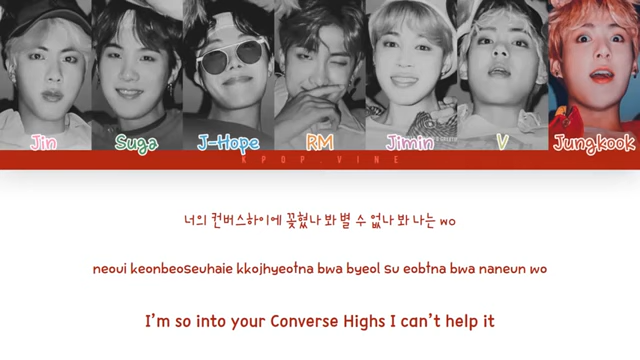 Jin Suga J-Hope RM Jimin V Jungkook
KPOP.VINE
너의 컨버스하이에 꽂혔나 봐 별 수 없나 봐 나는 wo
neoui keonbeoseuhaie kkojhyeotna bwa byeol su eobtna bwa naneun wo
I'm so into your Converse Highs I can't help it